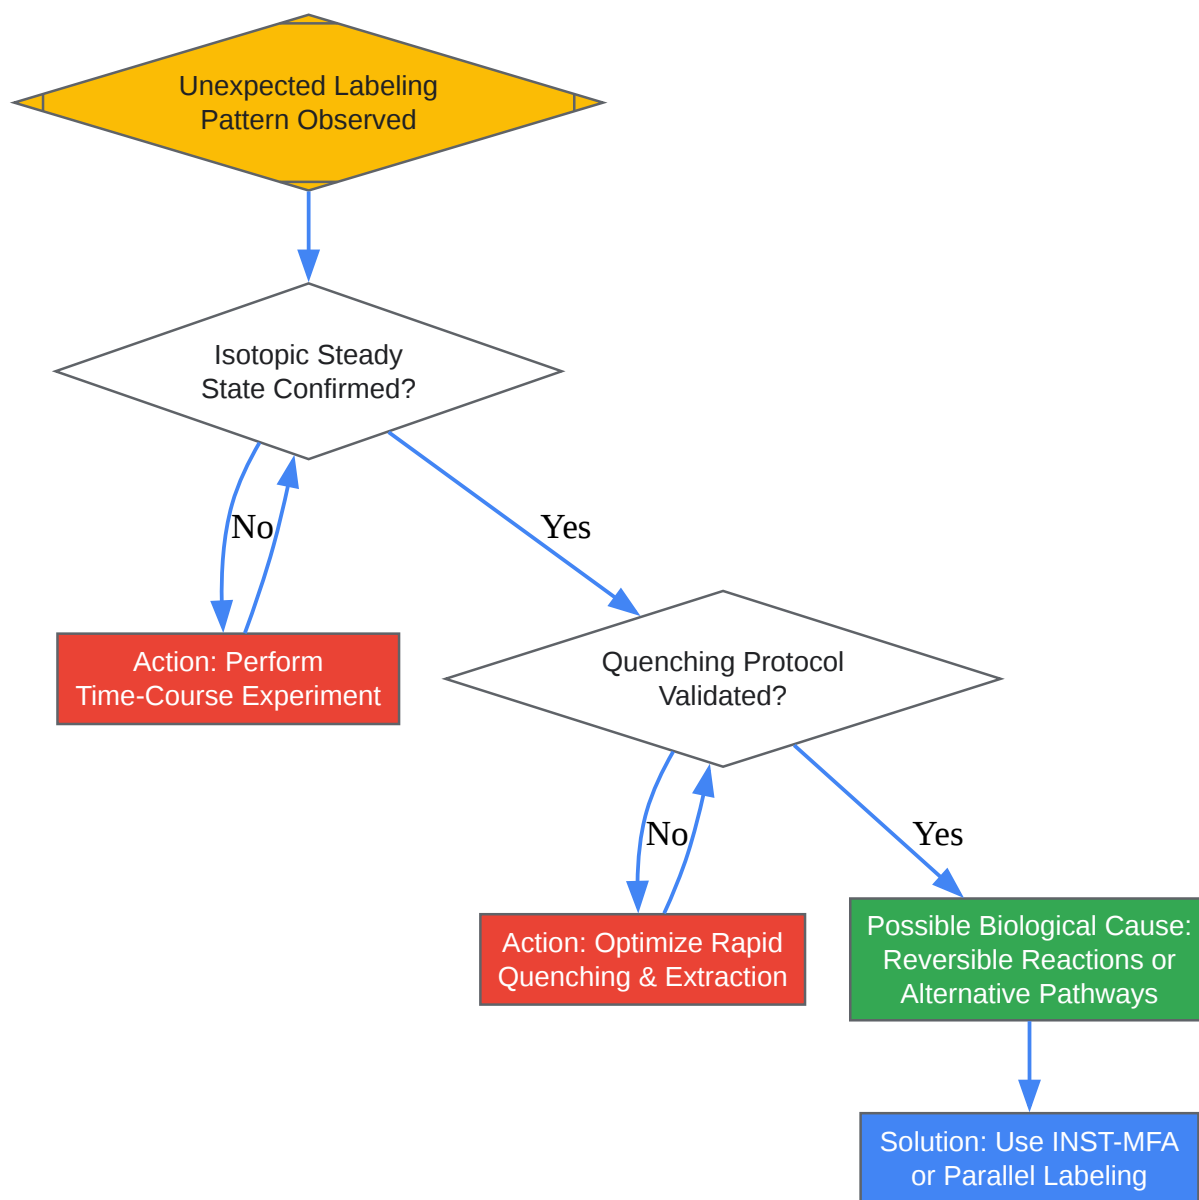 Unexpected Labeling
Pattern Observed
Isotopic Steady
State Confirmed?
No
Yes
Action: Perform
Time-Course Experiment
Quenching Protocol
Validated?
No
Yes
Action: Optimize Rapid
Quenching & Extraction
Possible Biological Cause:
Reversible Reactions or
Alternative Pathways
Solution: Use INST-MFA
or Parallel Labeling